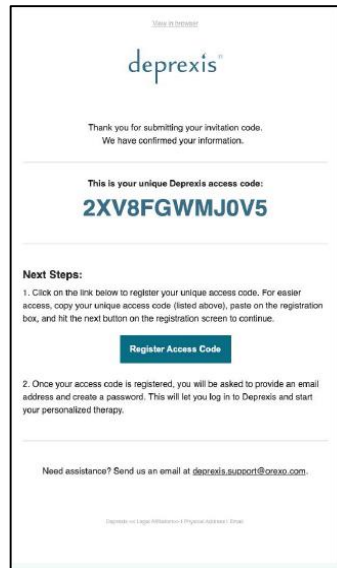 View in browser
deprexis
Thank you for submitting your invitation code.
We have confirmed your information.
This is your unique Deprexis access code:
2XV8FGWMJ0V5
Next Steps:
1. Click on the link below to register your unique access code. For easier
access, copy your unique access code (listed above), paste on the registration
box, and hit the next button on the registration screen to continue.
Register Access Code
2. Once your access code is registered, you will be asked to provide an email
address and create a password. This will let you log in to Deprexis and start
your personalized therapy.
Need assistance? Send us an email at deprexis.support@orexo.com.